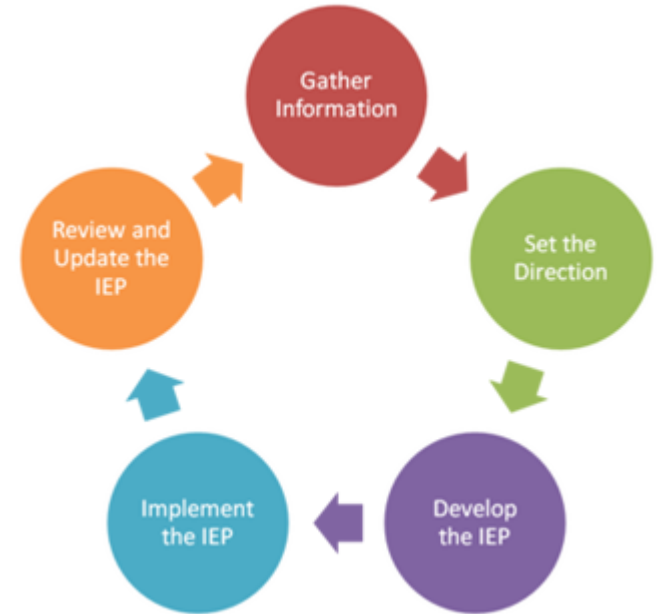 Gather
Information
Set the
Direction
Develop
the IEP
Implement
the IEP
Review and
Update the
IEP